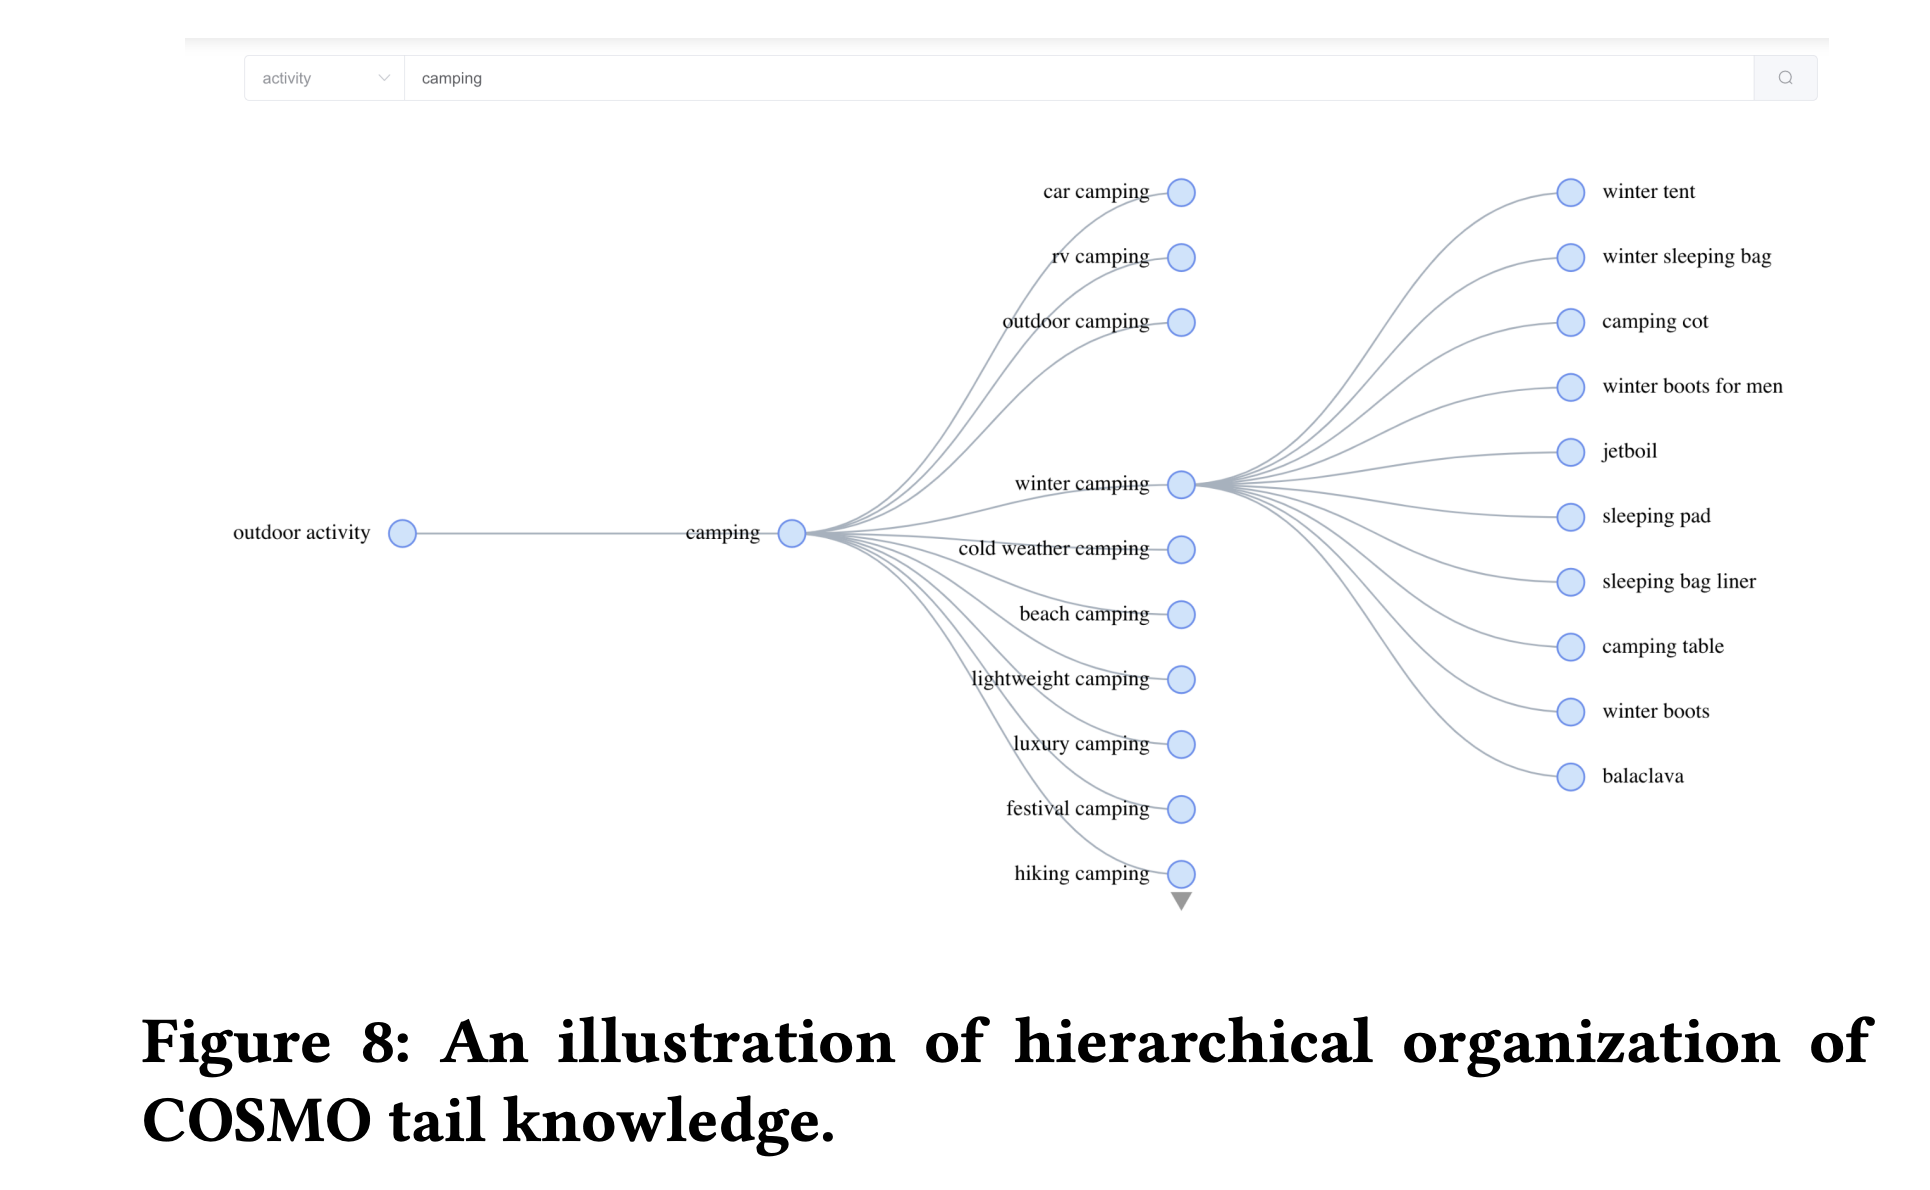 activity
camping
outdoor activity
camping
car camping
rv camping
outdoor camping
winter camping
cold weather camping
beach camping
lightweight camping
luxury camping
festival camping
hiking camping
winter tent
winter sleeping bag
camping cot
winter boots for men
jetboil
sleeping pad
sleeping bag liner
camping table
winter boots
balaclava
Figure 8: An illustration of hierarchical organization of
COSMO tail knowledge.